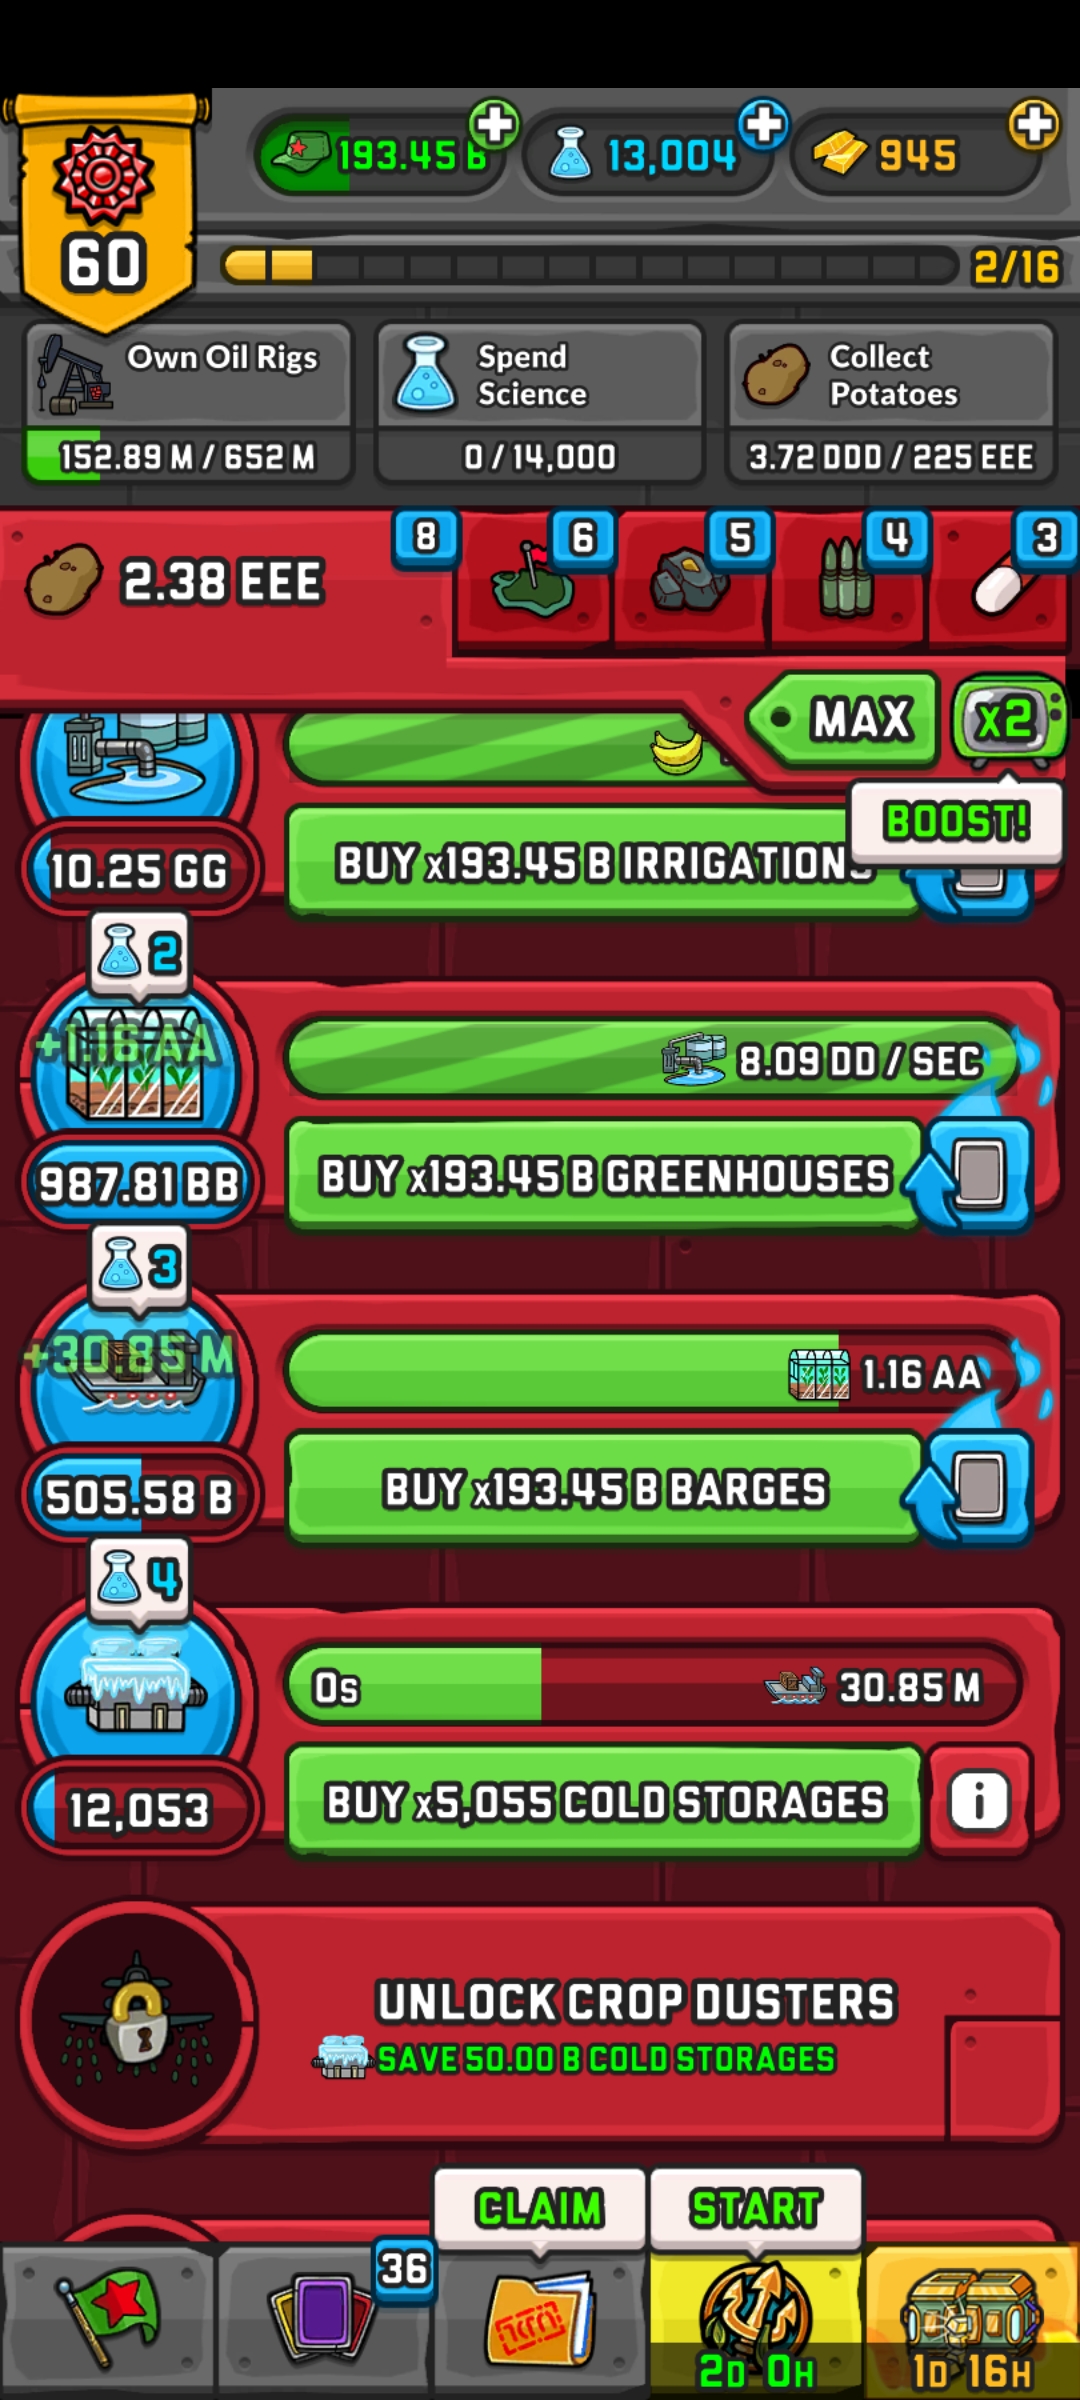 193.45 B
13,004
945
60
2/16
Own Oil Rigs
152.89 M / 652 M
Spend
Science
0 / 14,000
Collect
Potatoes
3.72 DDD / 225 EEE
2.38 EEE
8
6
5
4
3
MAX
x2
BOOST!
10.25 GG
BUY x193.45 B IRRIGATIONS
2
+1.16 AA
8.09 DD / SEC
987.81 BB
BUY x193.45 B GREENHOUSES
3
+30.85 M
1.16 AA
505.58 B
BUY x193.45 B BARGES
4
0s
30.85 M
12,053
BUY x5,055 COLD STORAGES
i
UNLOCK CROP DUSTERS
SAVE 50.00 B COLD STORAGES
CLAIM
START
36
2D 0H
1D 16H